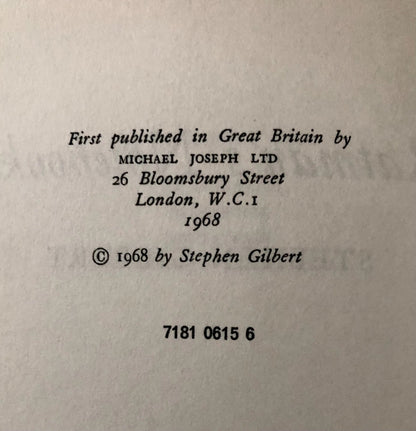 First published in Great Britain by
MICHAEL JOSEPH LTD
26 Bloomsbury Street
London, W.C.1
1968
© 1968 by Stephen Gilbert
7181 0615 6